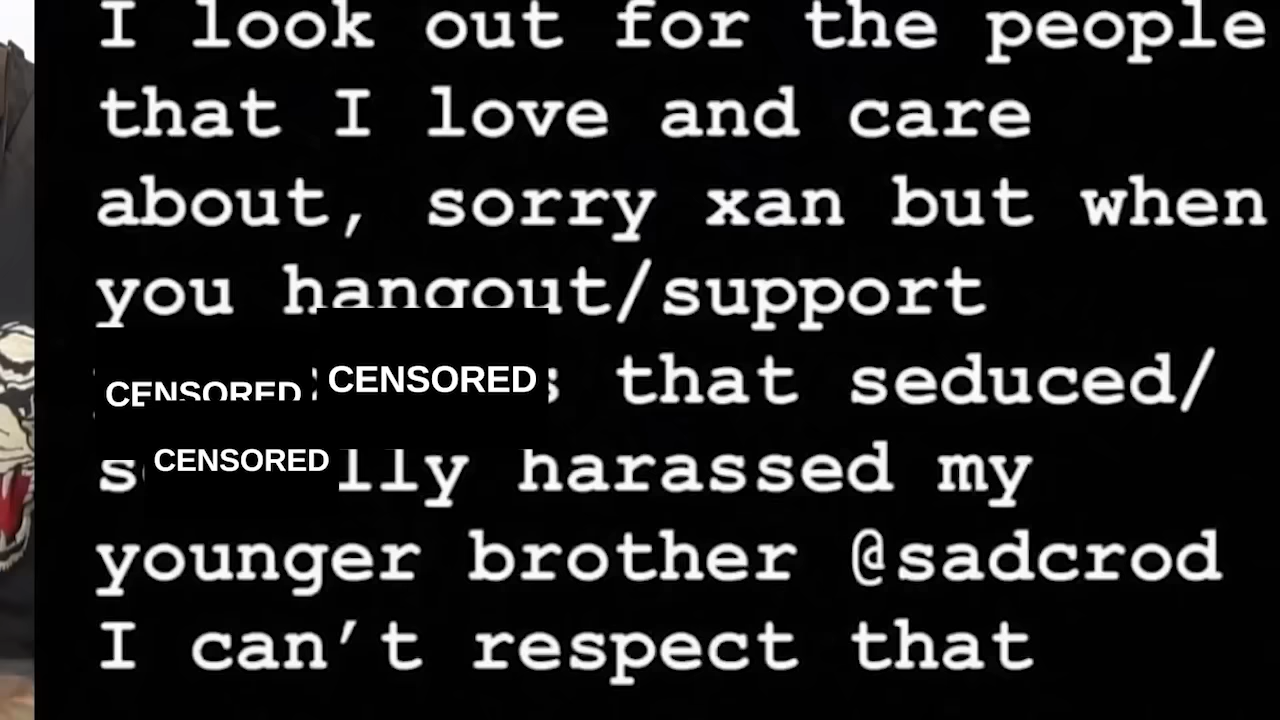 I look out for the people
that I love and care
about, sorry xan but when
you hangout/support
CENSORED CENSORED that seduced/
CENSORED harassed my
younger brother @sadcrod
I can't respect that